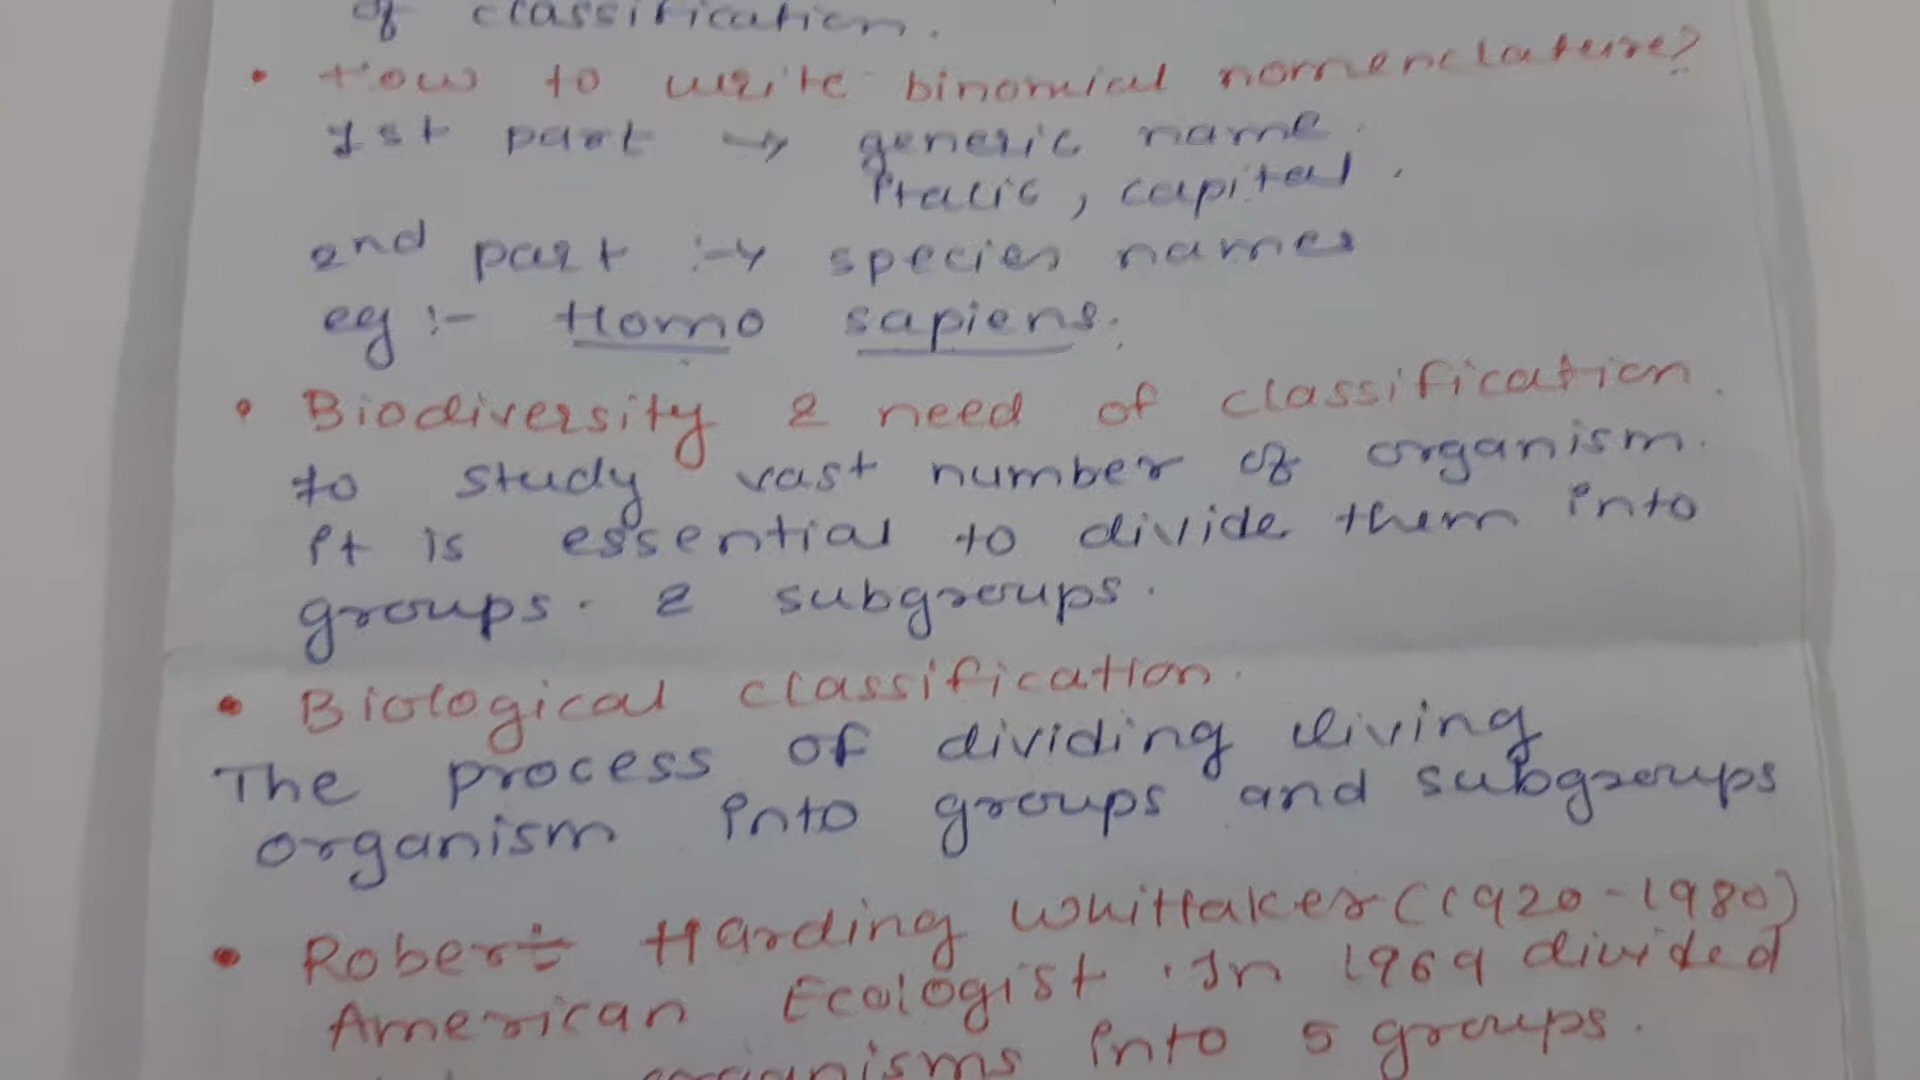 of classification.
• How to write binomial nomenclature?
1st part → generic name.
Italic, capital.
2nd part :→ species names
eg :- Homo sapiens.
• Biodiversity & need of classification.
to study vast number of organism.
It is essential to divide them into
groups. & subgroups.
• Biological classification.
The process of dividing living
organism into groups and subgroups
• Robert Harding Whittaker (1920-1980)
American Ecologist. In 1969 divided
organisms into 5 groups.